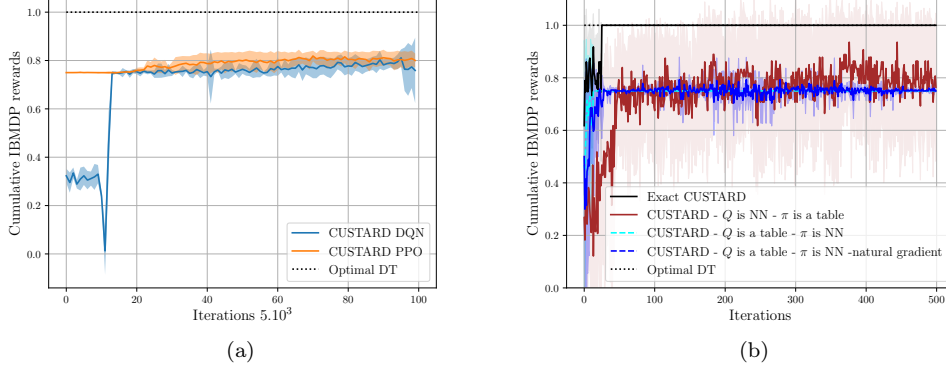 1.0
0.8
0.6
0.4
0.2
0.0
Cumulative IBMDP rewards
0
20
40
60
80
100
Iterations 5.10³
CUSTARD DQN
CUSTARD PPO
Optimal DT
(a)
1.0
0.8
0.6
0.4
0.2
0.0
Cumulative IBMDP rewards
0
100
200
300
400
500
Iterations
Exact CUSTARD
CUSTARD - Q is NN - π is a table
CUSTARD - Q is a table - π is NN
CUSTARD - Q is a table - π is NN -natural gradient
Optimal DT
(b)